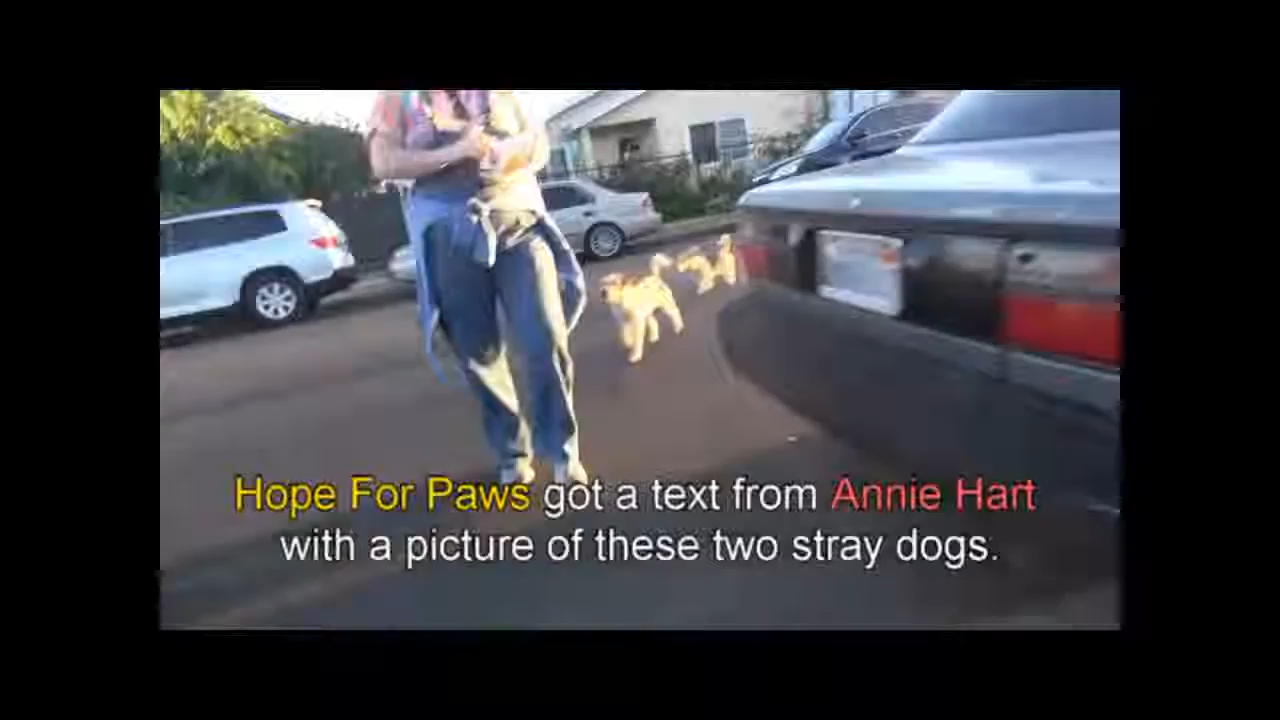 Hope For Paws got a text from Annie Hart
with a picture of these two stray dogs.